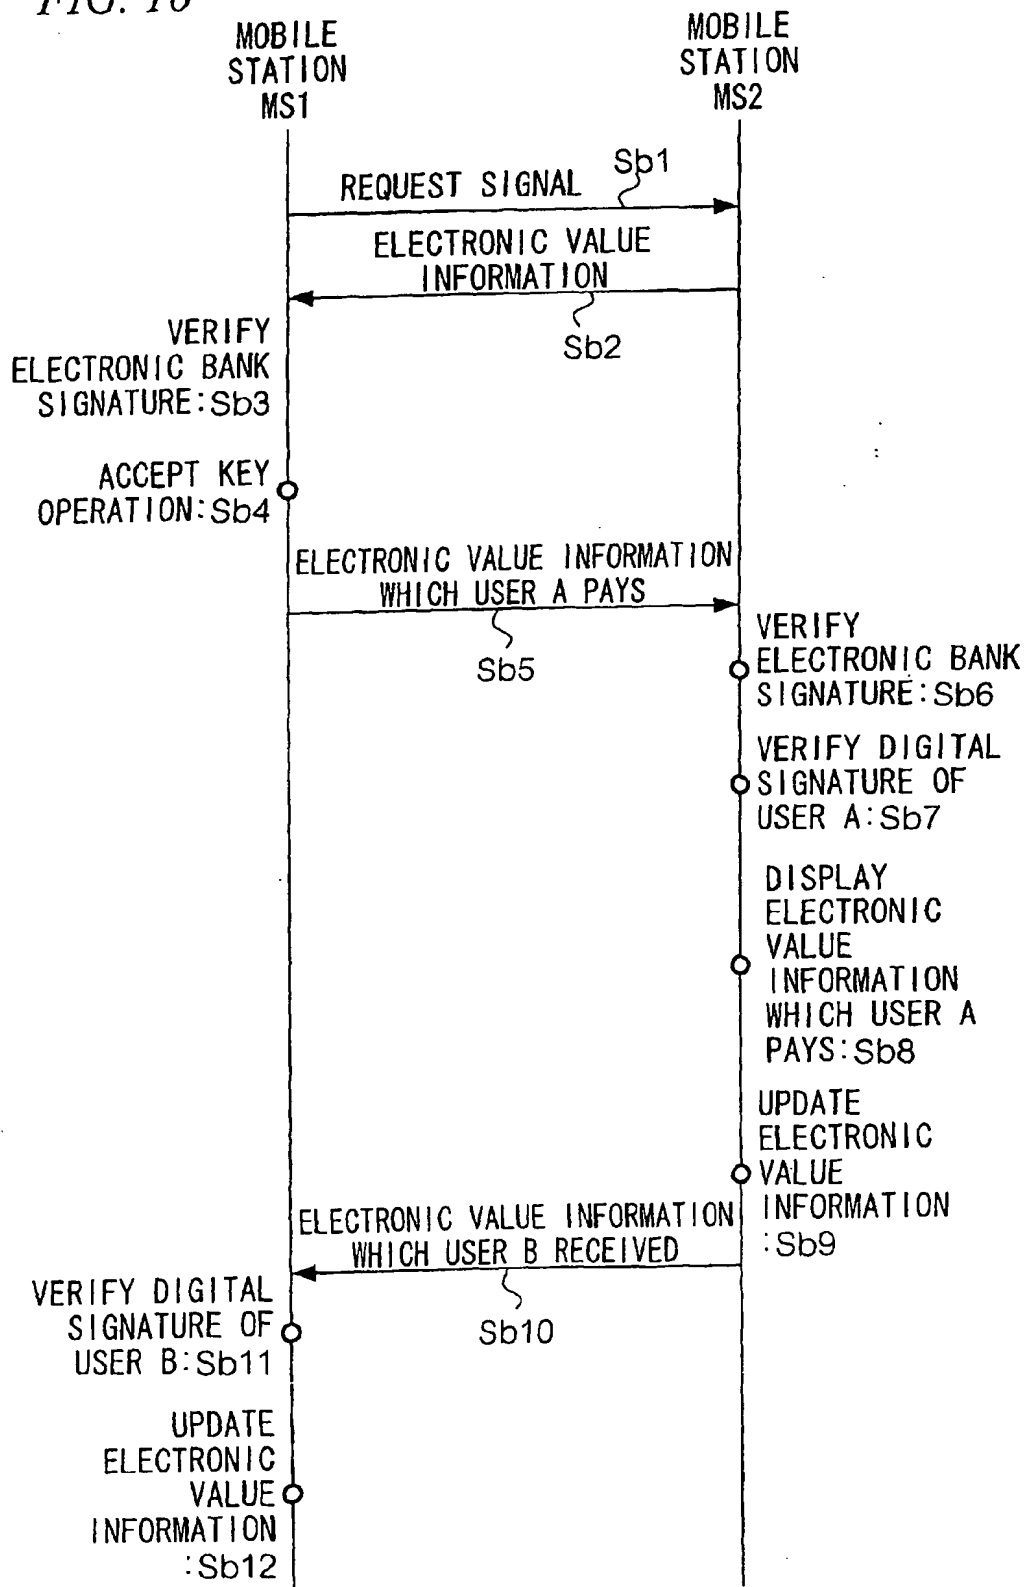 FIG.
MOBILE
STATION
MS1
MOBILE
STATION
MS2
Sb1
REQUEST SIGNAL
ELECTRONIC VALUE
INFORMATION
Sb2
VERIFY
ELECTRONIC BANK
SIGNATURE:Sb3
ACCEPT KEY
OPERATION:Sb4
ELECTRONIC VALUE INFORMATION
WHICH USER A PAYS
Sb5
VERIFY
ELECTRONIC BANK
SIGNATURE:Sb6
VERIFY DIGITAL
SIGNATURE OF
USER A:Sb7
DISPLAY
ELECTRONIC
VALUE
INFORMATION
WHICH USER A
PAYS:Sb8
UPDATE
ELECTRONIC
VALUE
INFORMATION
:Sb9
ELECTRONIC VALUE INFORMATION
WHICH USER B RECEIVED
Sb10
VERIFY DIGITAL
SIGNATURE OF
USER B:Sb11
UPDATE
ELECTRONIC
VALUE
INFORMATION
:Sb12